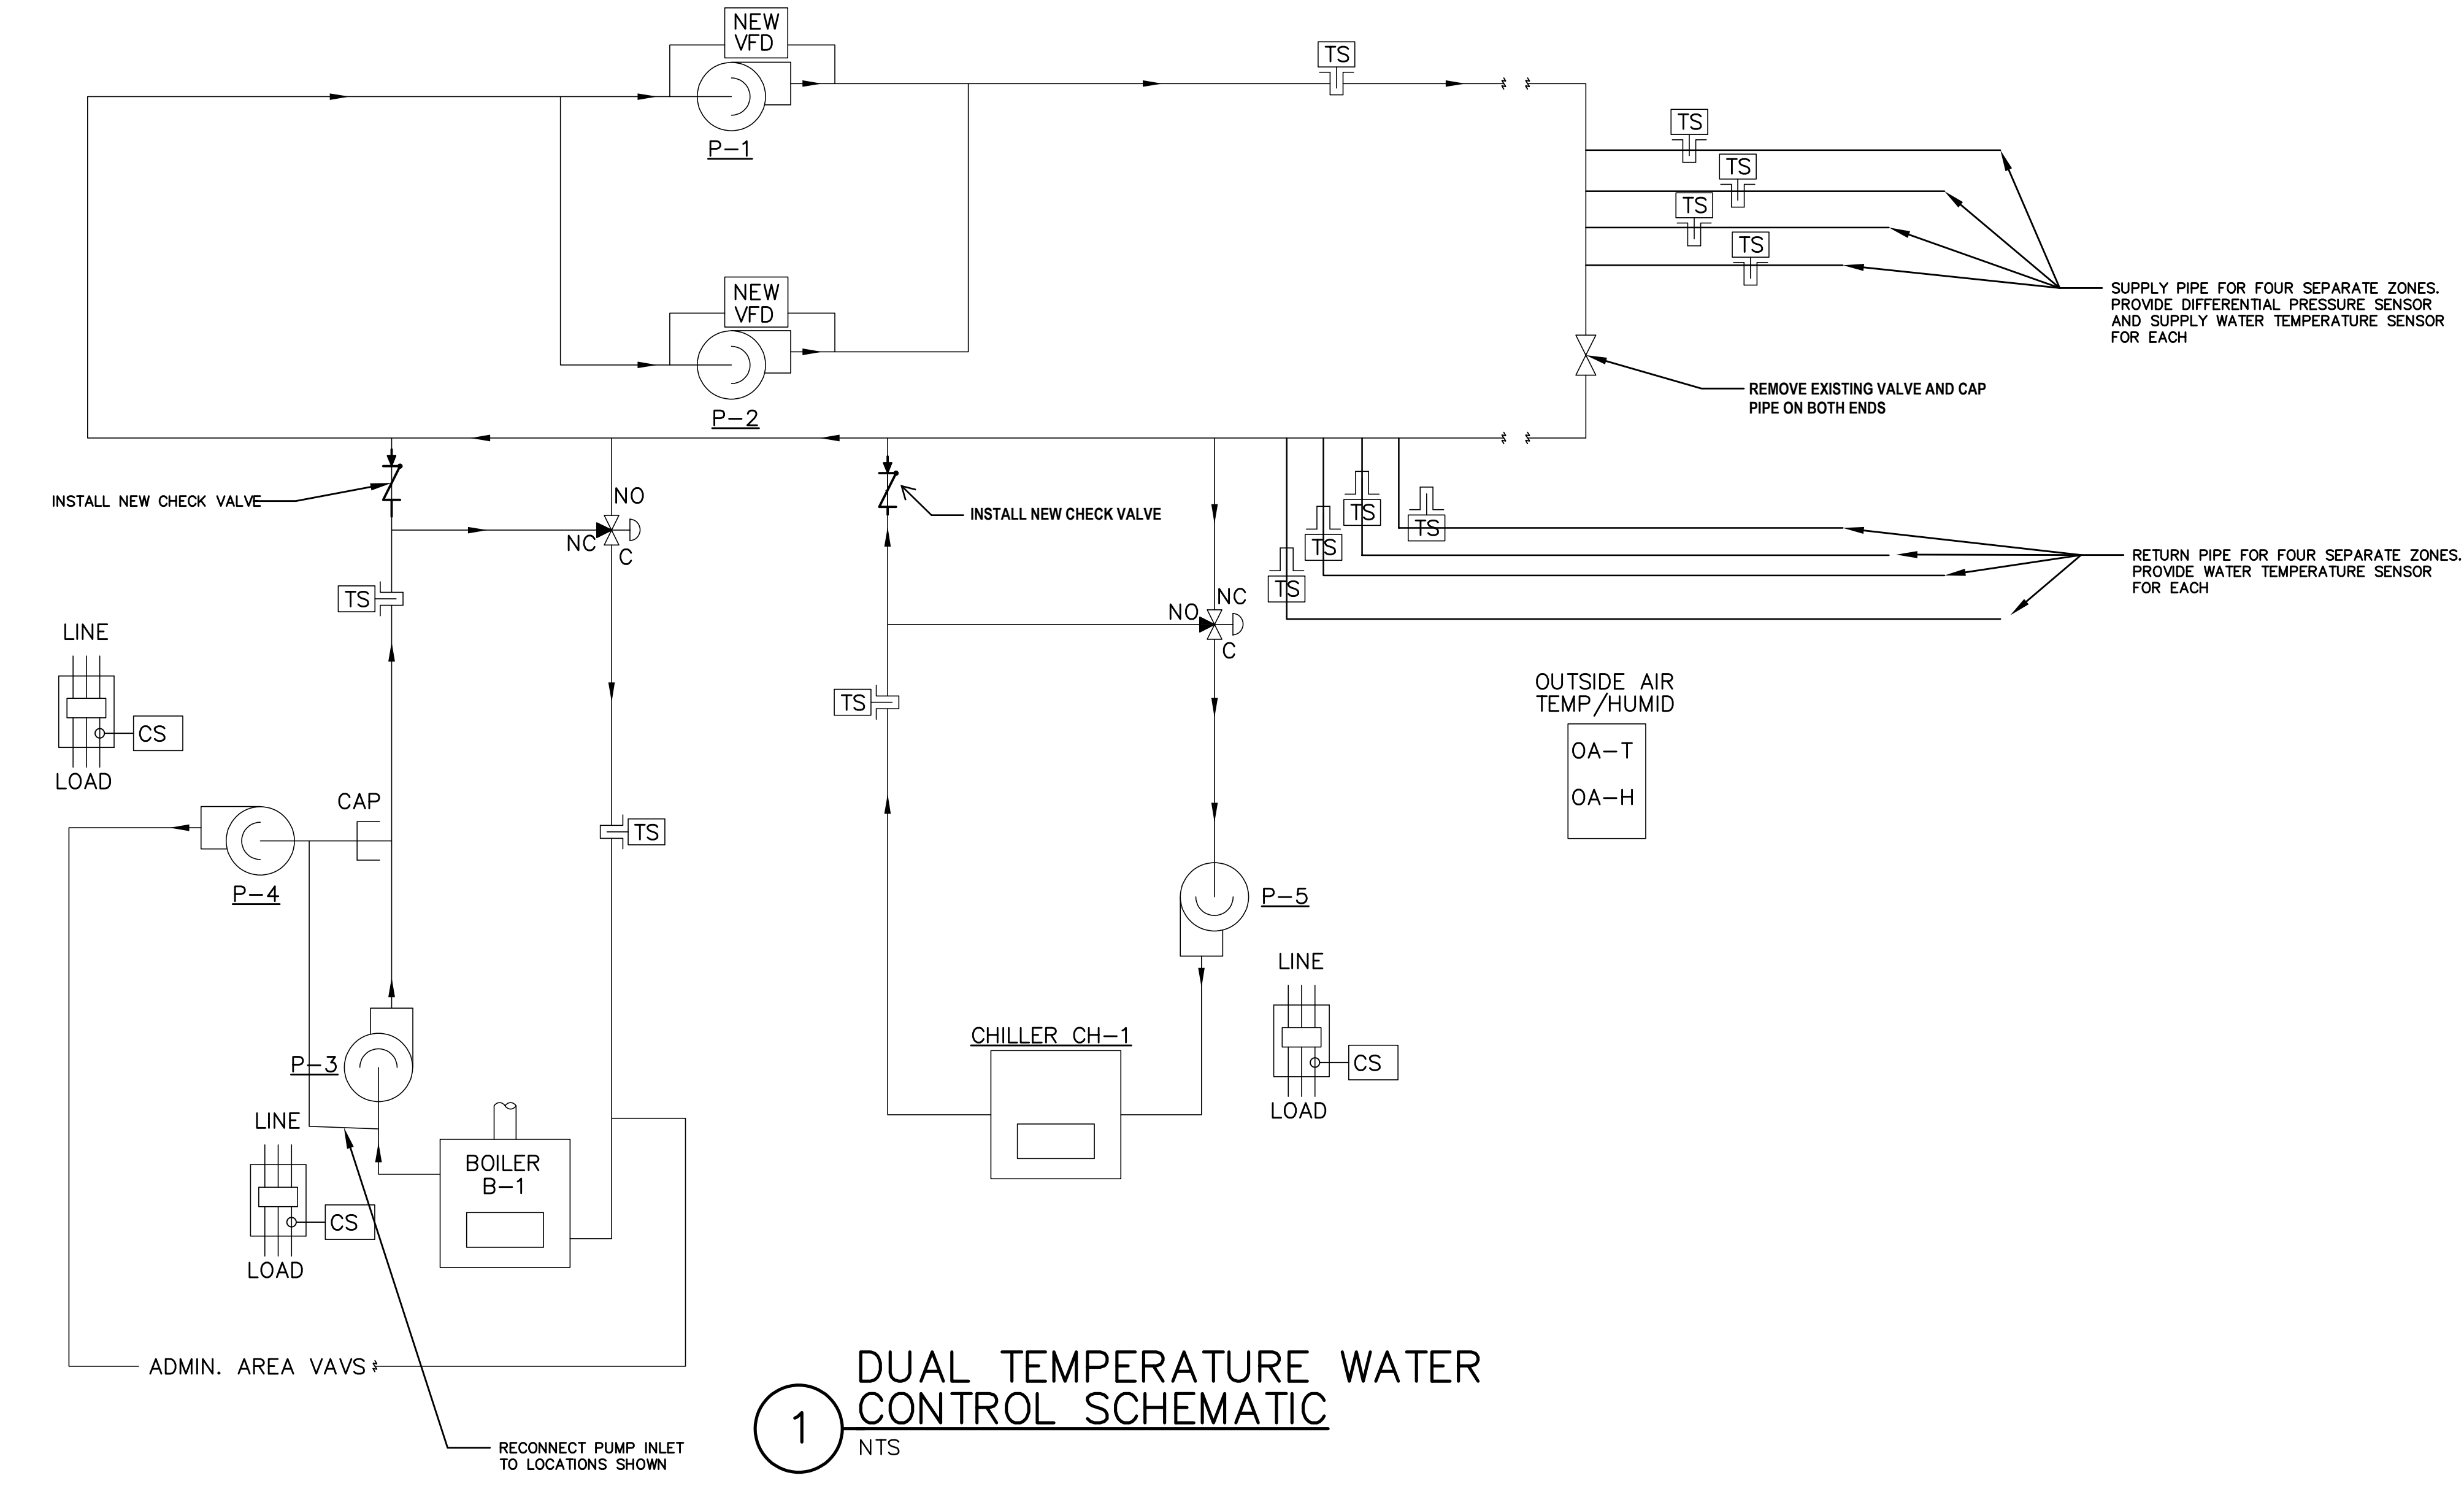 NEW
VFD
P-1
TS
TS
TS
TS
TS
NEW
VFD
P-2
SUPPLY PIPE FOR FOUR SEPARATE ZONES.
PROVIDE DIFFERENTIAL PRESSURE SENSOR
AND SUPPLY WATER TEMPERATURE SENSOR
FOR EACH
REMOVE EXISTING VALVE AND CAP
PIPE ON BOTH ENDS
INSTALL NEW CHECK VALVE
NO
NC
C
INSTALL NEW CHECK VALVE
TS
TS
TS
TS
RETURN PIPE FOR FOUR SEPARATE ZONES.
PROVIDE WATER TEMPERATURE SENSOR
FOR EACH
TS
NO
NC
C
TS
LINE
CS
LOAD
OUTSIDE AIR
TEMP/HUMID
OA-T
OA-H
CAP
TS
P-4
P-5
LINE
CS
LOAD
P-3
CHILLER CH-1
LINE
CS
LOAD
BOILER
B-1
ADMIN. AREA VAVS
RECONNECT PUMP INLET
TO LOCATIONS SHOWN
1
DUAL TEMPERATURE WATER
CONTROL SCHEMATIC
NTS